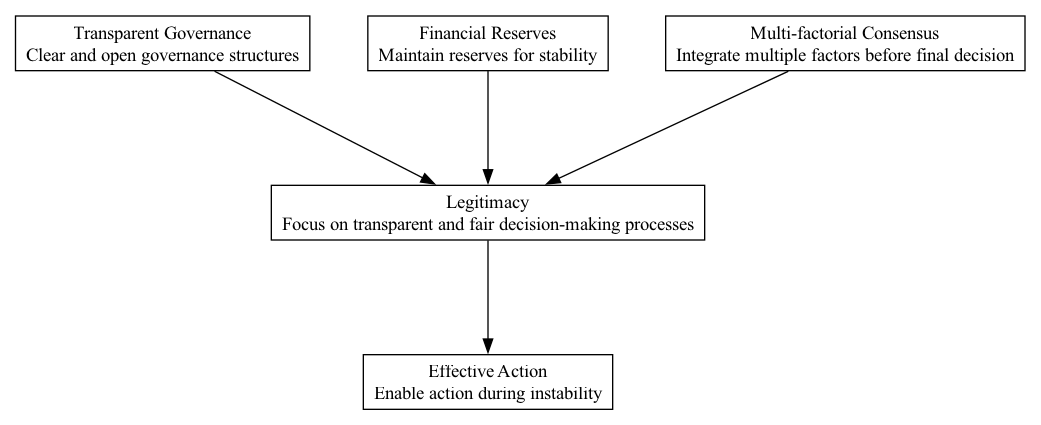 Transparent Governance
Clear and open governance structures
Financial Reserves
Maintain reserves for stability
Multi-factorial Consensus
Integrate multiple factors before final decision
Legitimacy
Focus on transparent and fair decision-making processes
Effective Action
Enable action during instability